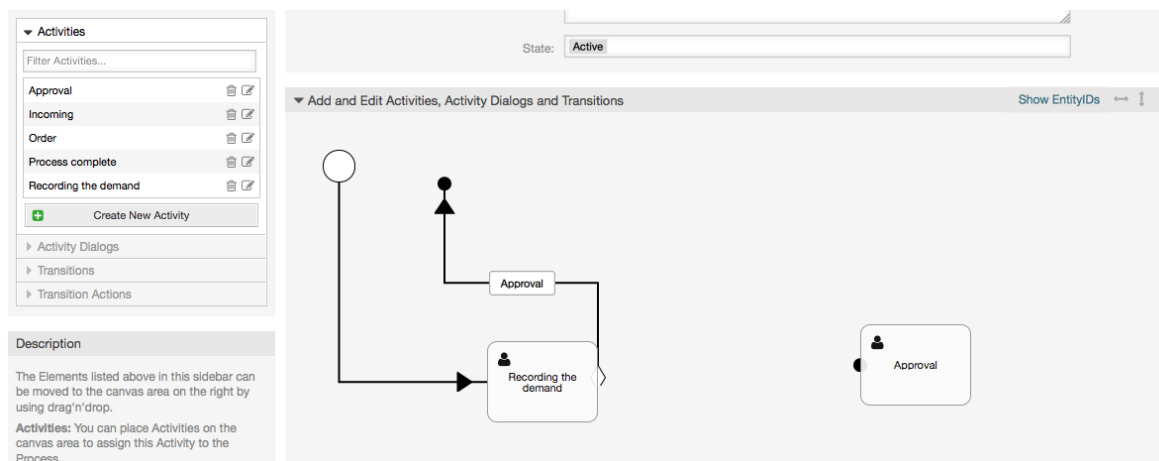 Activities
Filter Activities...
Approval
Incoming
Order
Process complete
Recording the demand
Create New Activity
Activity Dialogs
Transitions
Transition Actions
Description
The Elements listed above in this sidebar can
be moved to the canvas area on the right by
using drag'n'drop.
Activities: You can place Activities on the
canvas area to assign this Activity to the
Process.
State: Active
Add and Edit Activities, Activity Dialogs and Transitions
Show EntityIDs
Approval
Recording the
demand
Approval